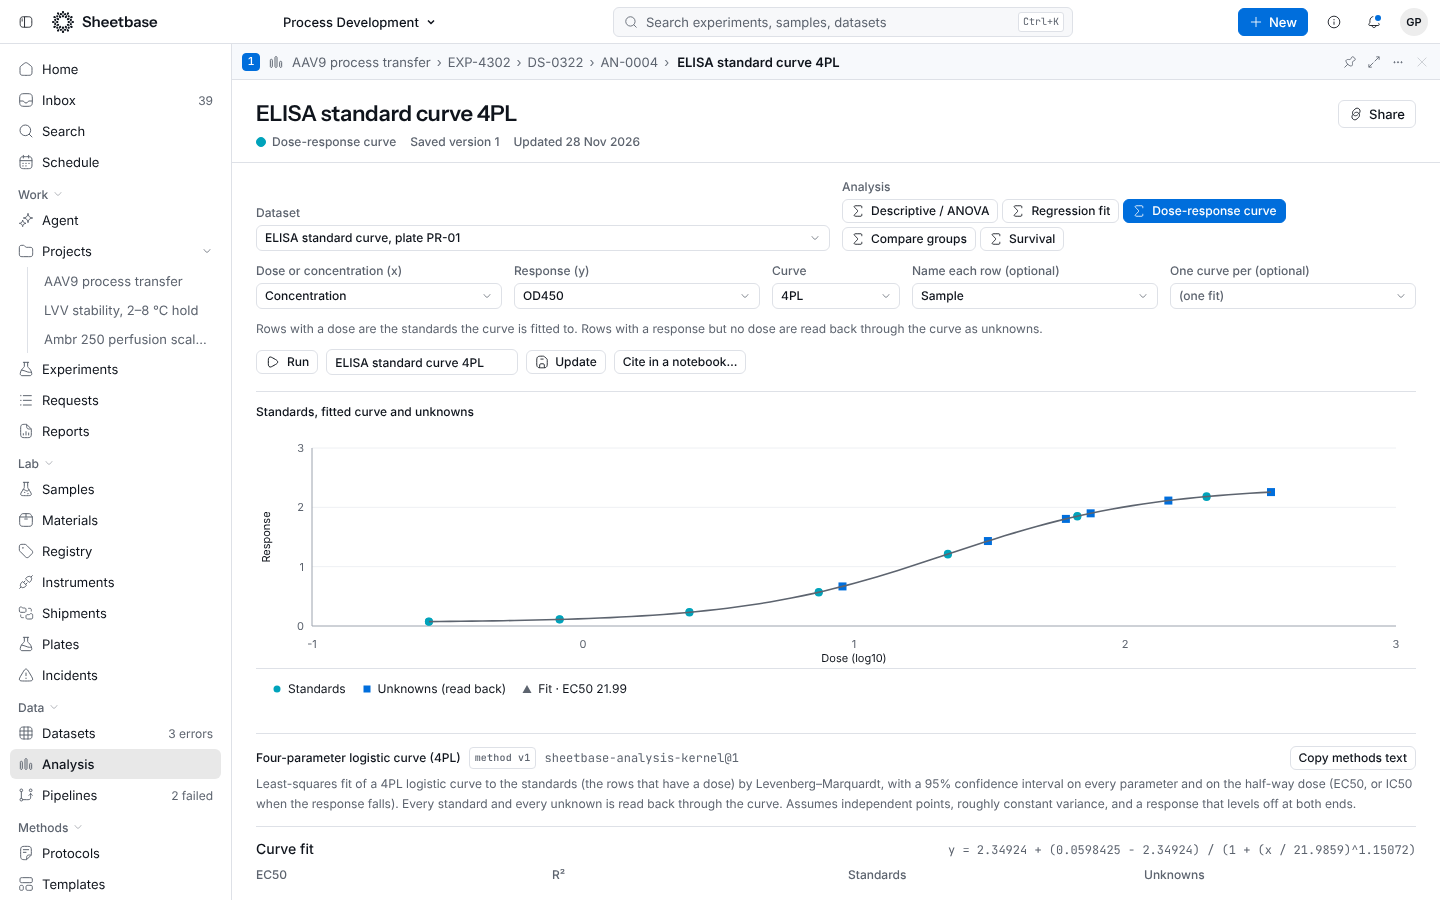 Sheetbase
Process Development
Search experiments, samples, datasets
Ctrl+K
New
GP
Home
Inbox 39
Search
Schedule
Work
Agent
Projects
AAV9 process transfer
LVV stability, 2–8 °C hold
Ambr 250 perfusion scal...
Experiments
Requests
Reports
Lab
Samples
Materials
Registry
Instruments
Shipments
Plates
Incidents
Data
Datasets 3 errors
Analysis
Pipelines 2 failed
Methods
Protocols
Templates
1 AAV9 process transfer › EXP-4302 › DS-0322 › AN-0004 › ELISA standard curve 4PL
ELISA standard curve 4PL
Share
Dose-response curve Saved version 1 Updated 28 Nov 2026
Dataset
ELISA standard curve, plate PR-01
Analysis
Descriptive / ANOVA Regression fit Dose-response curve
Compare groups Survival
Dose or concentration (x) Response (y) Curve Name each row (optional) One curve per (optional)
Concentration OD450 4PL Sample (one fit)
Rows with a dose are the standards the curve is fitted to. Rows with a response but no dose are read back through the curve as unknowns.
Run ELISA standard curve 4PL Update Cite in a notebook...
Standards, fitted curve and unknowns
3
2
1
0
Response
-1 0 1 2 3
Dose (log10)
Standards Unknowns (read back) Fit · EC50 21.99
Four-parameter logistic curve (4PL) method v1 sheetbase-analysis-kernel@1 Copy methods text
Least-squares fit of a 4PL logistic curve to the standards (the rows that have a dose) by Levenberg–Marquardt, with a 95% confidence interval on every parameter and on the half-way dose (EC50, or IC50
when the response falls). Every standard and every unknown is read back through the curve. Assumes independent points, roughly constant variance, and a response that levels off at both ends.
Curve fit y = 2.34924 + (0.0598425 - 2.34924) / (1 + (x / 21.9859)^1.15072)
EC50 R² Standards Unknowns